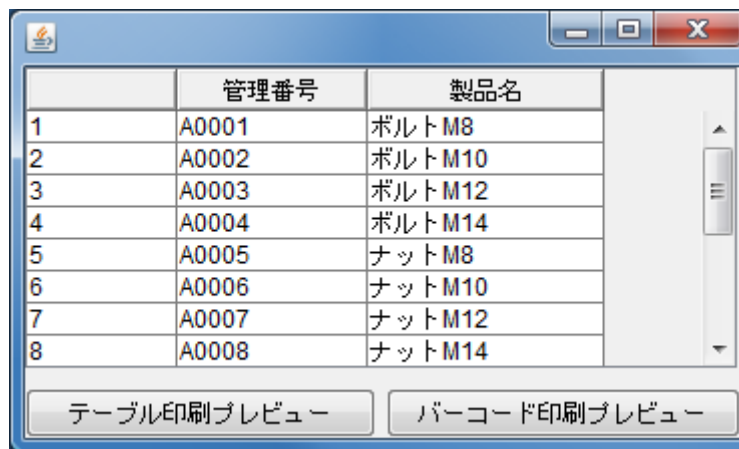 管理番号 製品名
1 A0001 ボルトM8
2 A0002 ボルトM10
3 A0003 ボルトM12
4 A0004 ボルトM14
5 A0005 ナットM8
6 A0006 ナットM10
7 A0007 ナットM12
8 A0008 ナットM14
テーブル印刷プレビュー バーコード印刷プレビュー